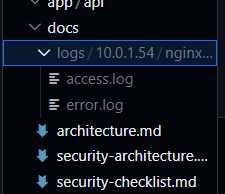 app/api
docs
logs / 10.0.1.54 / nginx...
access.log
error.log
architecture.md
security-architecture....
security-checklist.md